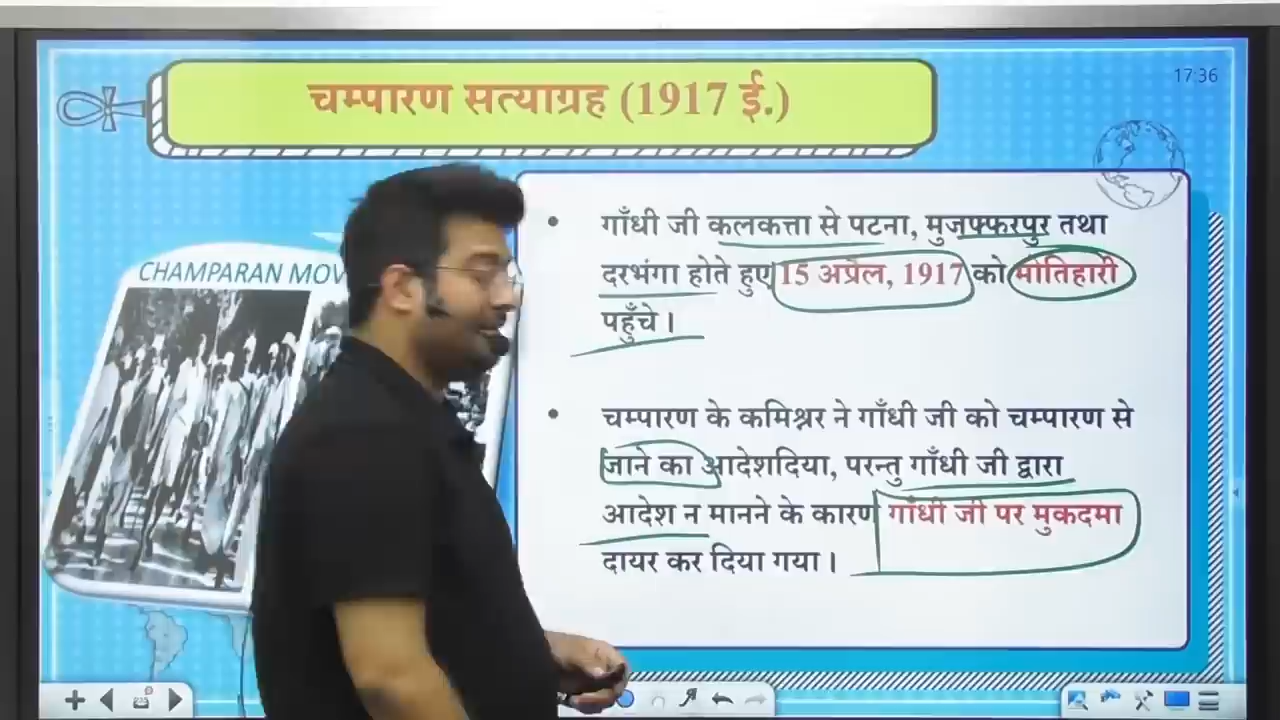 चम्पारण सत्याग्रह (1917 ई.)
17:36
CHAMPARAN MOV
गाँधी जी कलकत्ता से पटना, मुजफ्फरपुर तथा
दरभंगा होते हुए 15 अप्रैल, 1917 को मोतिहारी
पहुँचे।
चम्पारण के कमिश्नर ने गाँधी जी को चम्पारण से
जाने का आदेशदिया, परन्तु गाँधी जी द्वारा
आदेश न मानने के कारण गाँधी जी पर मुकदमा
दायर कर दिया गया।